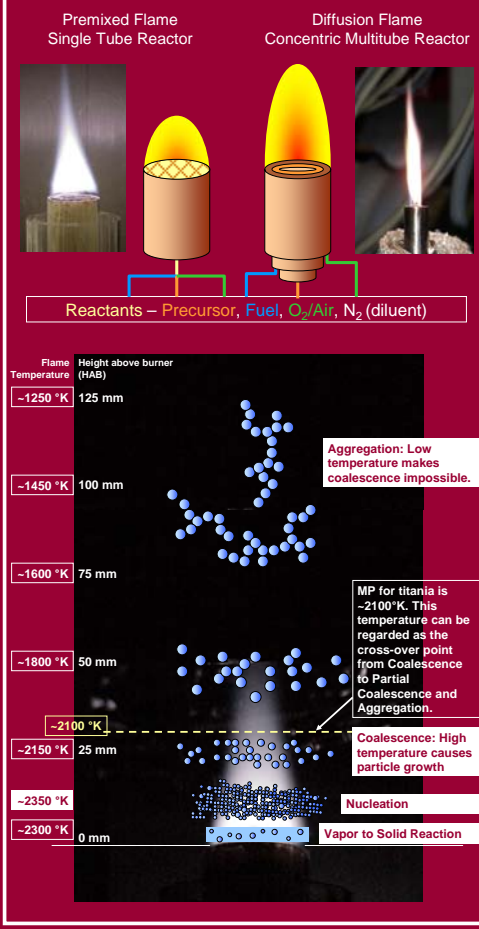 Premixed Flame
Single Tube Reactor
Diffusion Flame
Concentric Multitube Reactor
Reactants – Precursor, Fuel, O2/Air, N2 (diluent)
Flame
Temperature
Height above burner
(HAB)
~1250 °K
125 mm
Aggregation: Low
temperature makes
coalescence impossible.
~1450 °K
100 mm
~1600 °K
75 mm
MP for titania is
~2100°K. This
temperature can be
regarded as the
cross-over point
from Coalescence
to Partial
Coalescence and
Aggregation.
~1800 °K
50 mm
~2100 °K
Coalescence: High
temperature causes
particle growth
~2150 °K
25 mm
~2350 °K
Nucleation
~2300 °K
0 mm
Vapor to Solid Reaction